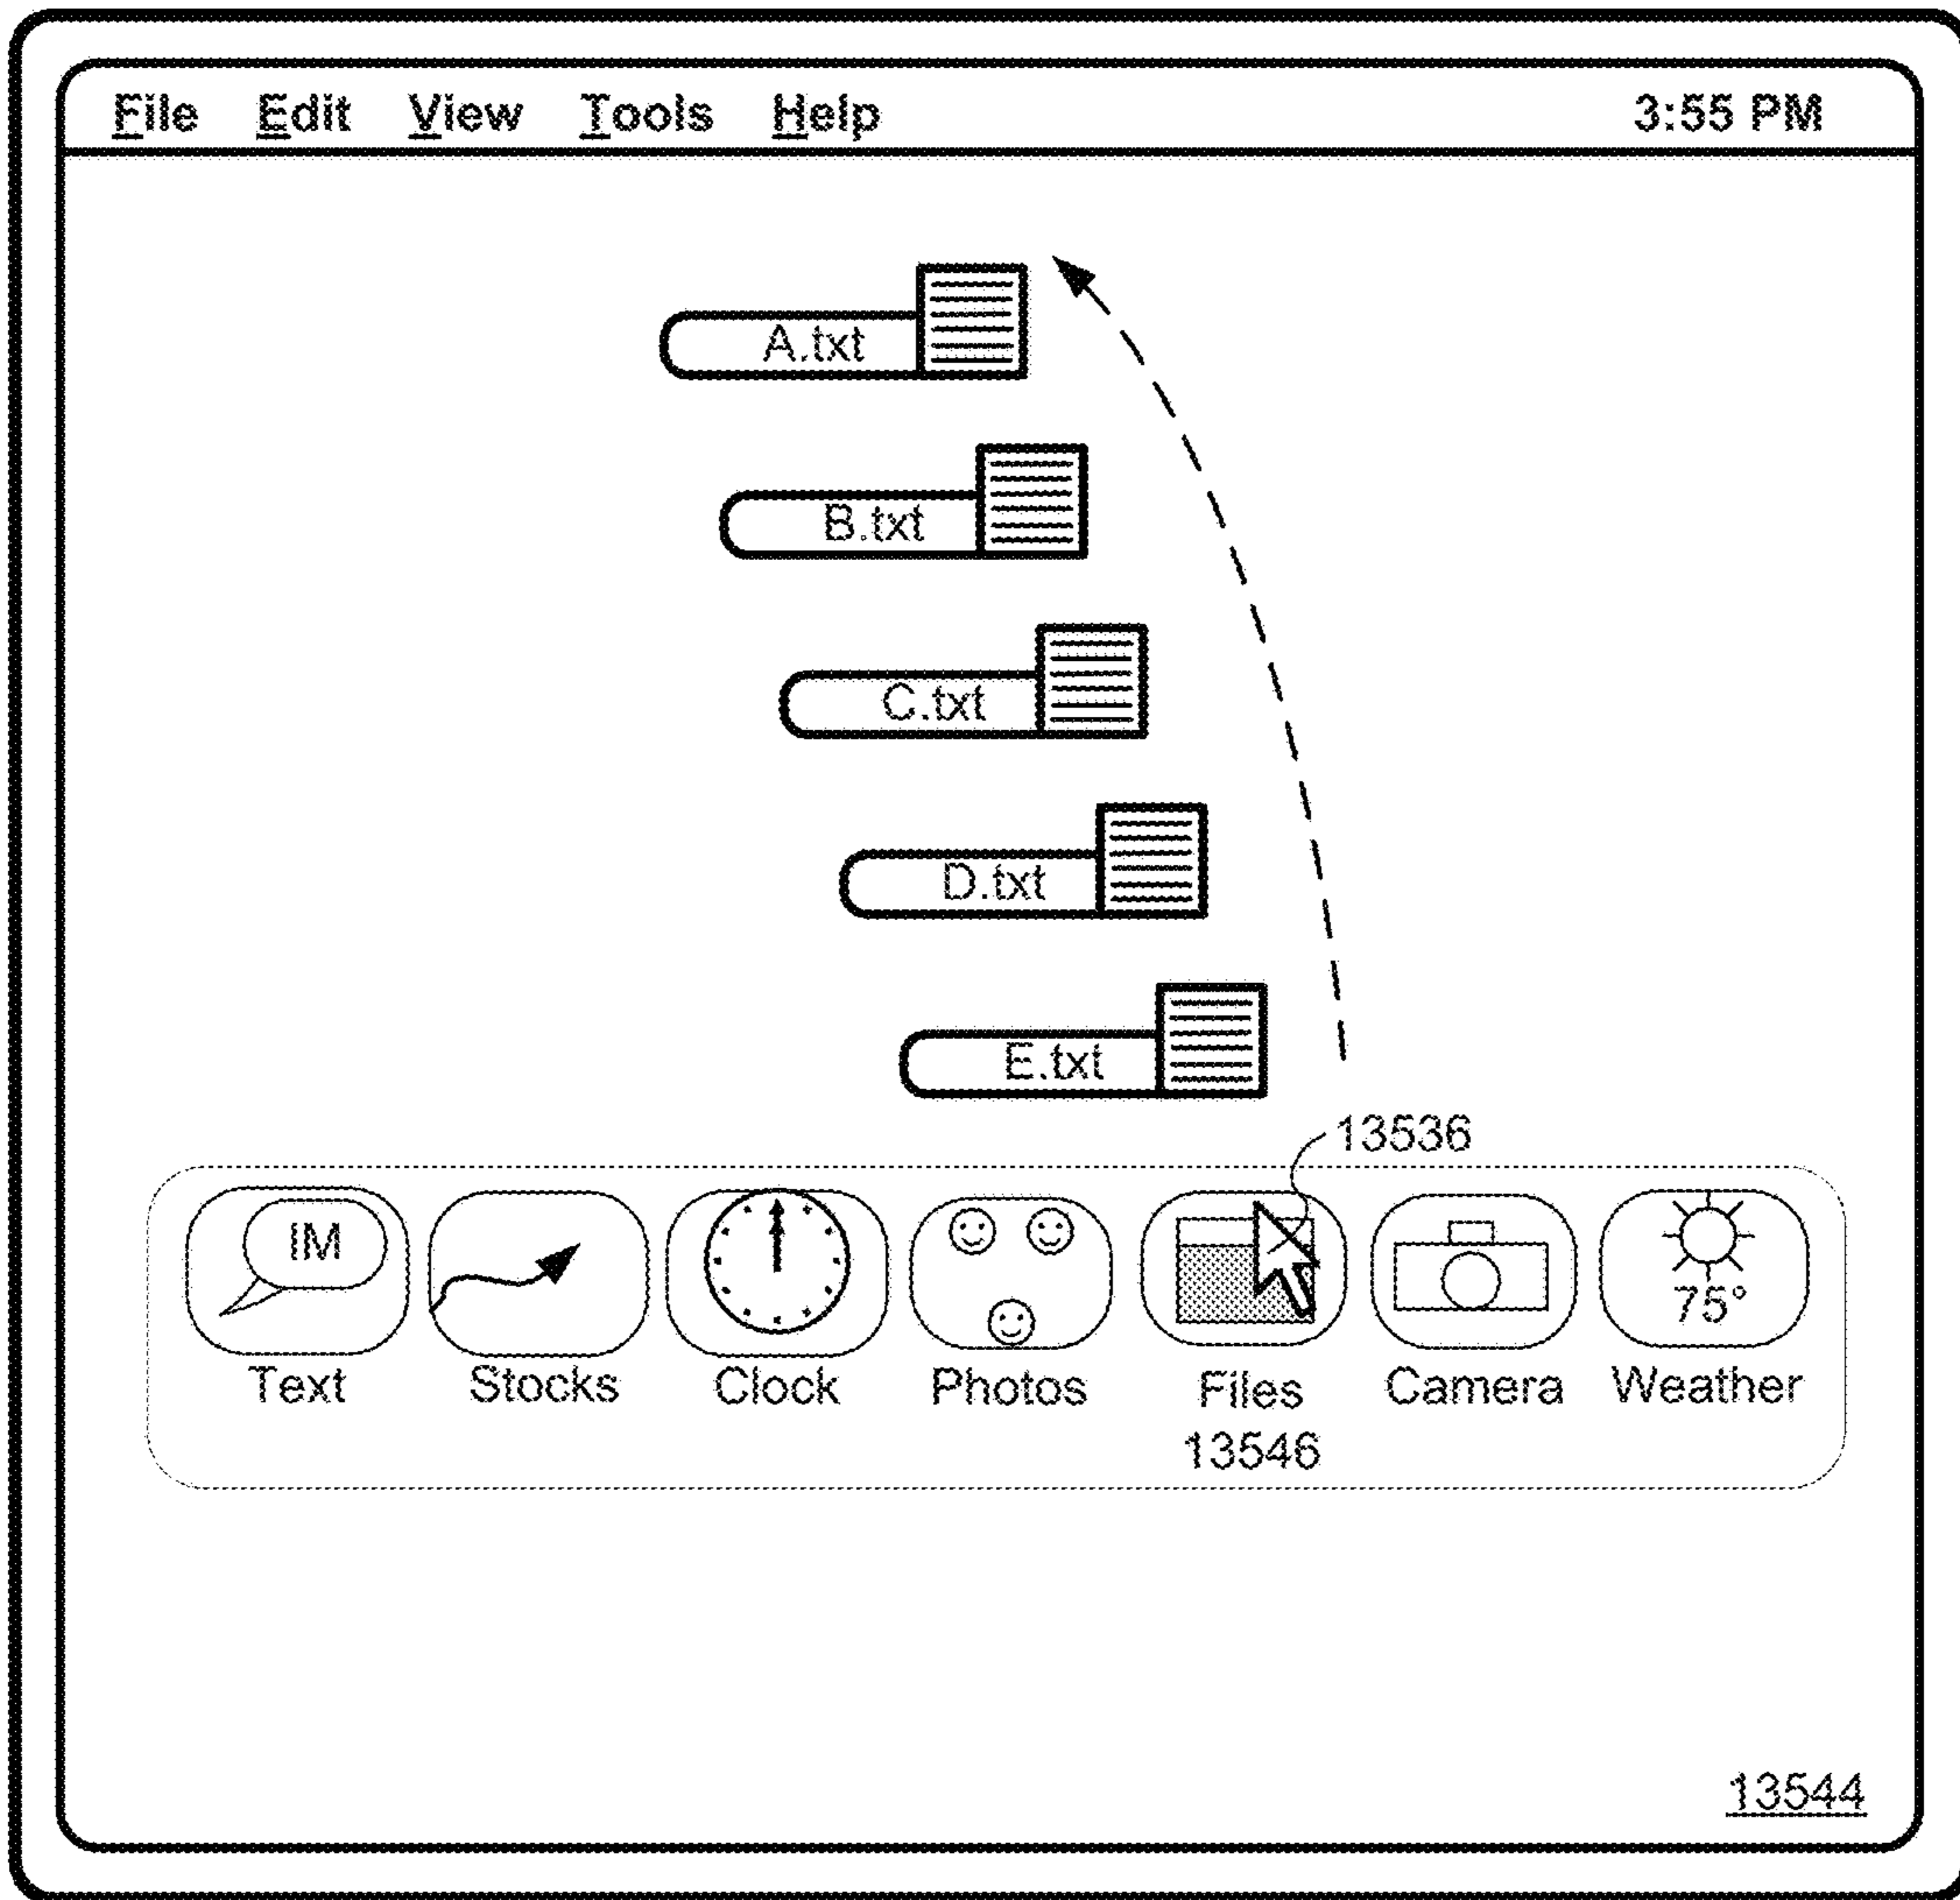 File Edit View Tools Help 3:55 PM
A.txt
B.txt
C.txt
D.txt
E.txt
13536
IM
75°
Text Stocks Clock Photos Files Camera Weather
13546
13544